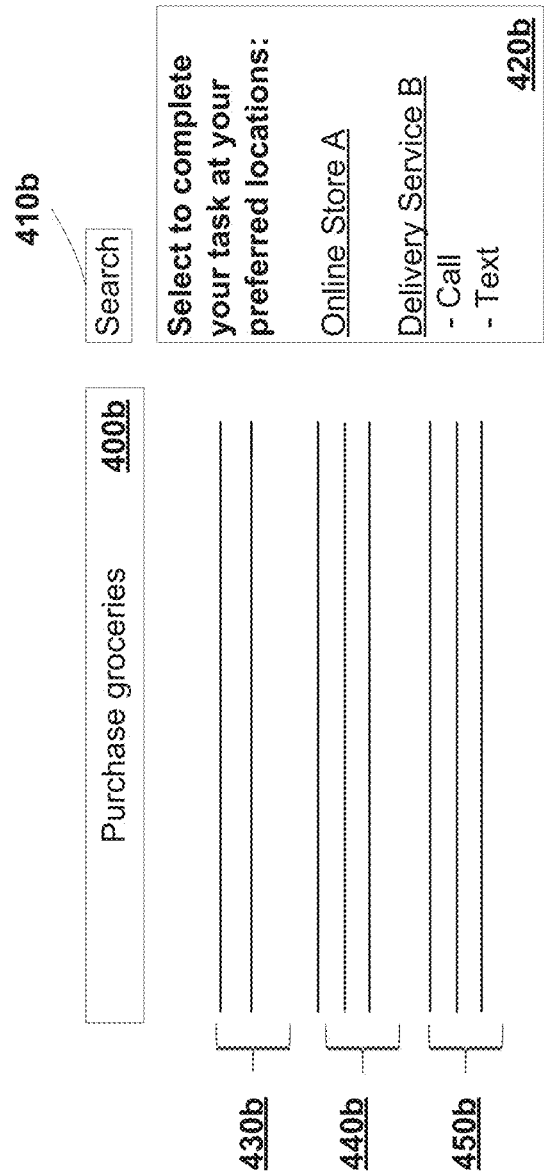 410b
Purchase groceries
400b
Search
430b
440b
450b
Select to complete
your task at your
preferred locations:
Online Store A
Delivery Service B
- Call
- Text
420b